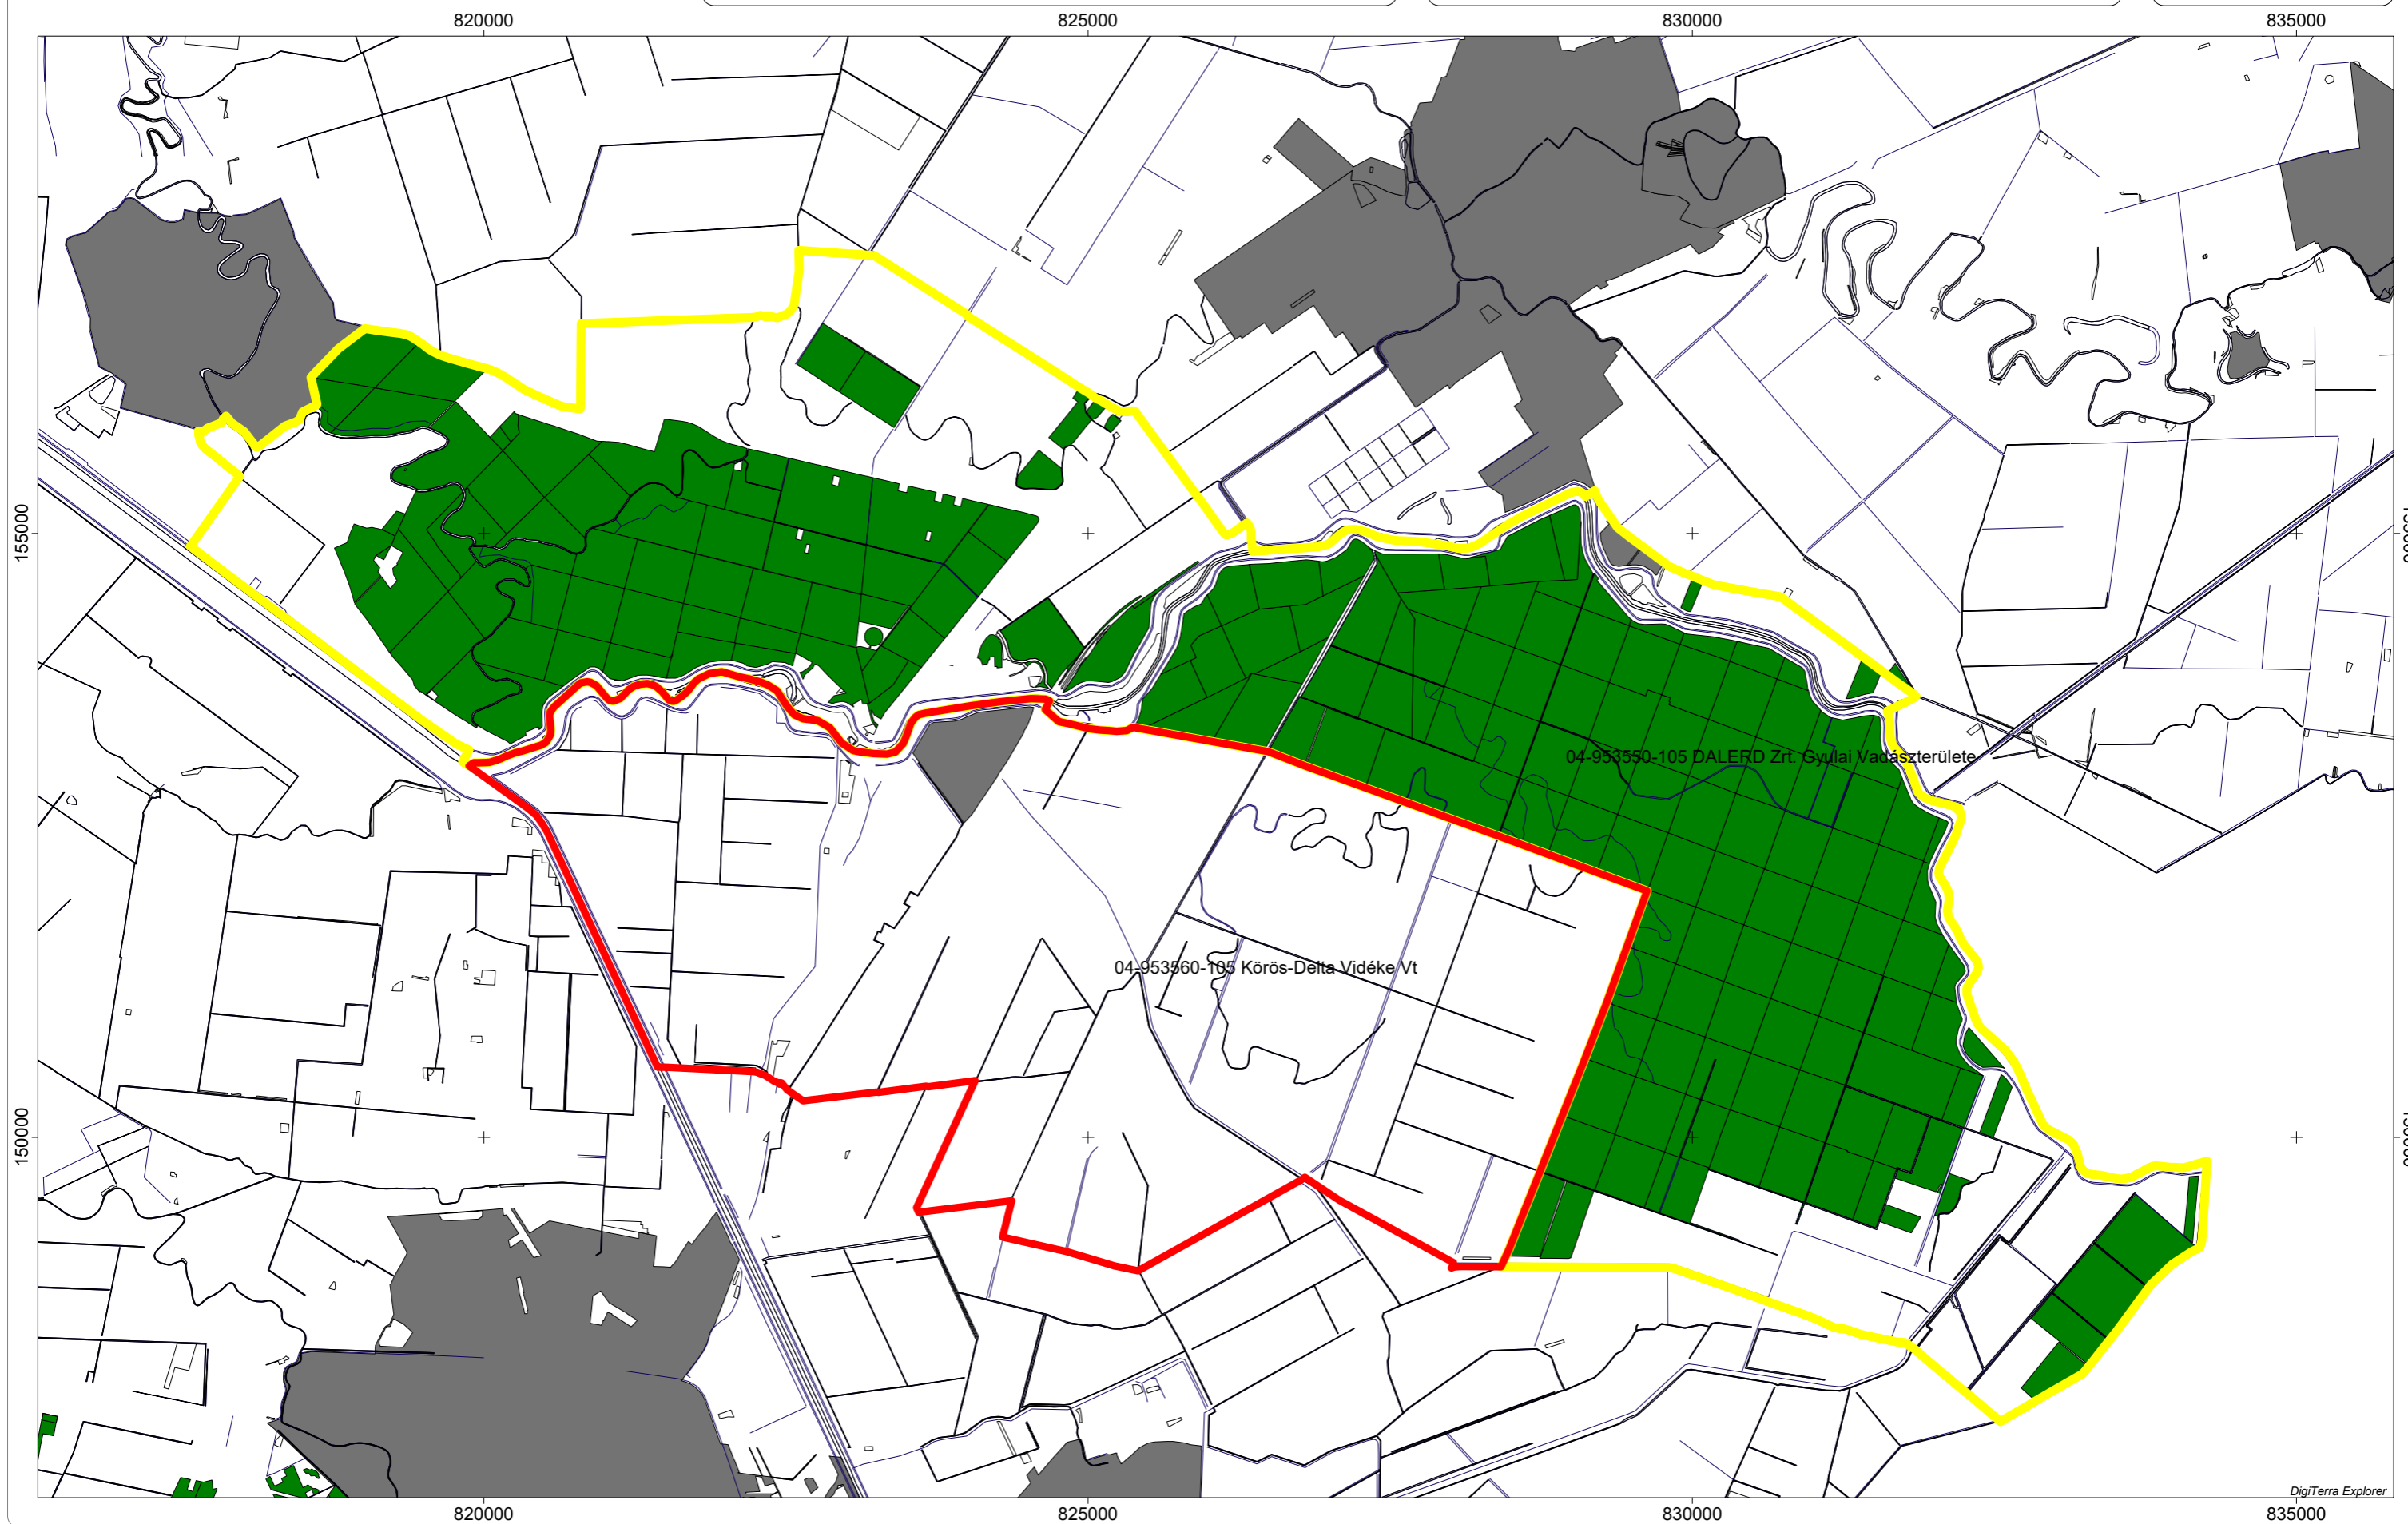 820000 825000 830000 835000
155000
04-953550-105 DALERD Zrt. Gyulai Vadászterülete
04-953560-105 Körös-Delta Vidéke Vt
150000
DigiTerra Explorer
820000 825000 830000 835000